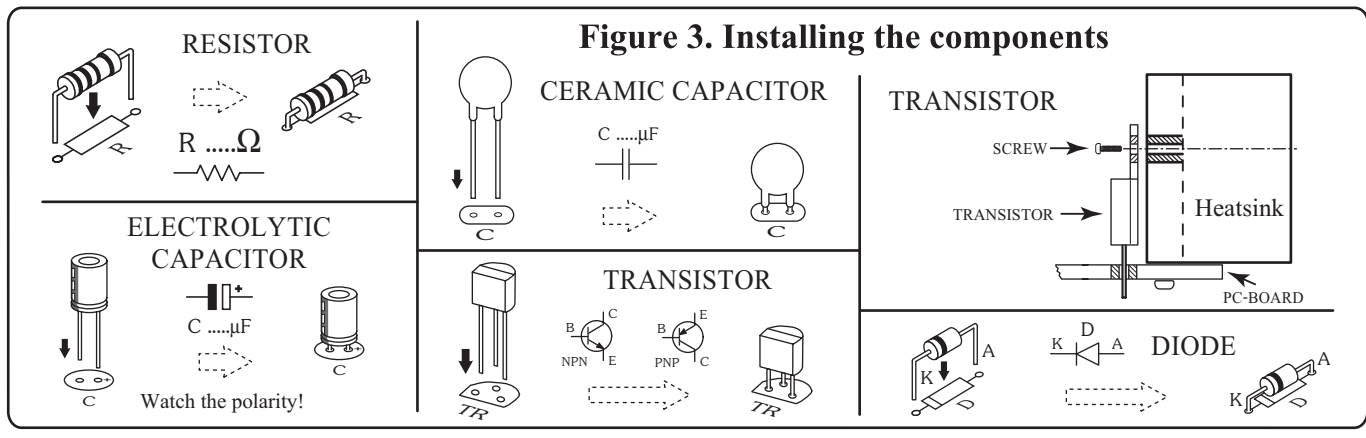 Figure 3. Installing the components
RESISTOR
R
R
R .....Ω
ELECTROLYTIC
CAPACITOR
+
C .....µF
+
C
+
C
Watch the polarity!
CERAMIC CAPACITOR
C .....µF
C
C
TRANSISTOR
B
C
E
NPN
E
B
C
PNP
TR
TR
TRANSISTOR
SCREW
TRANSISTOR
Heatsink
PC-BOARD
DIODE
A
K
D
D
K A
A
K
D